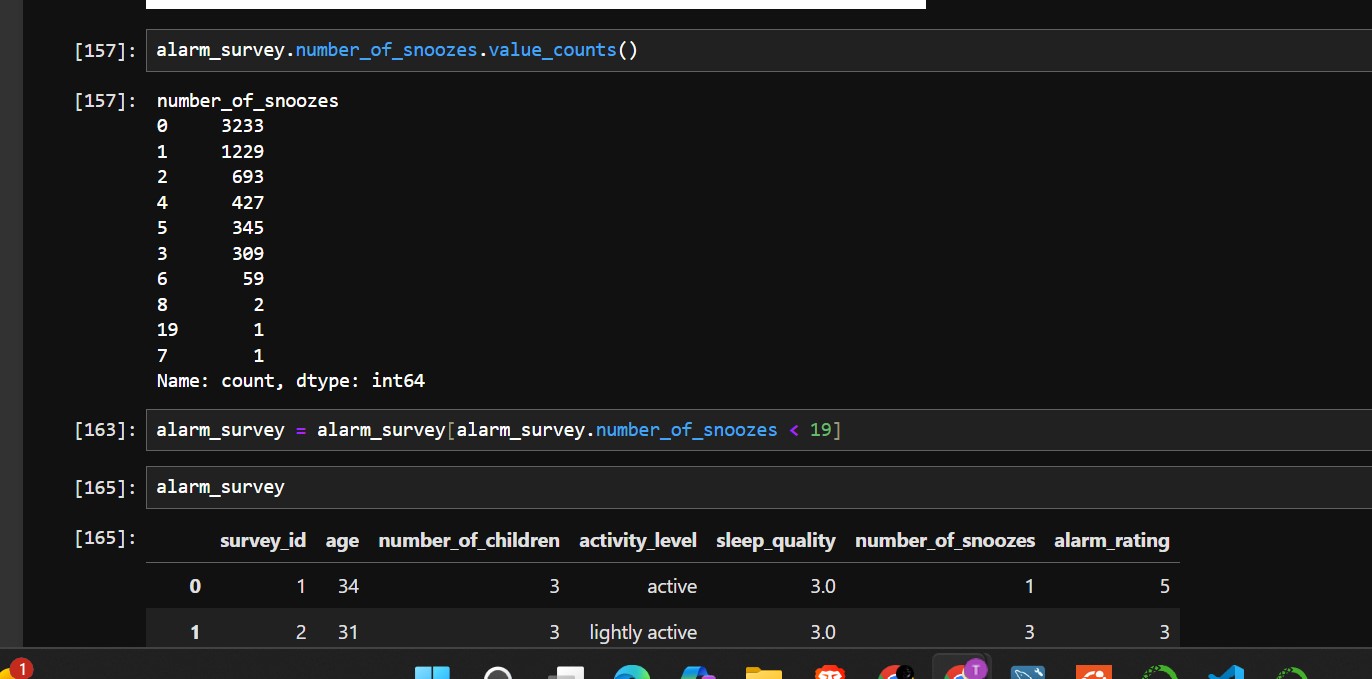 [157]: alarm_survey.number_of_snoozes.value_counts()
[157]: number_of_snoozes
0 3233
1 1229
2 693
4 427
5 345
3 309
6 59
8 2
19 1
7 1
Name: count, dtype: int64
[163]: alarm_survey = alarm_survey[alarm_survey.number_of_snoozes < 19]
[165]: alarm_survey
[165]: survey_id age number_of_children activity_level sleep_quality number_of_snoozes alarm_rating
0 1 34 3 active 3.0 1 5
1 2 31 3 lightly active 3.0 3 3
1 T